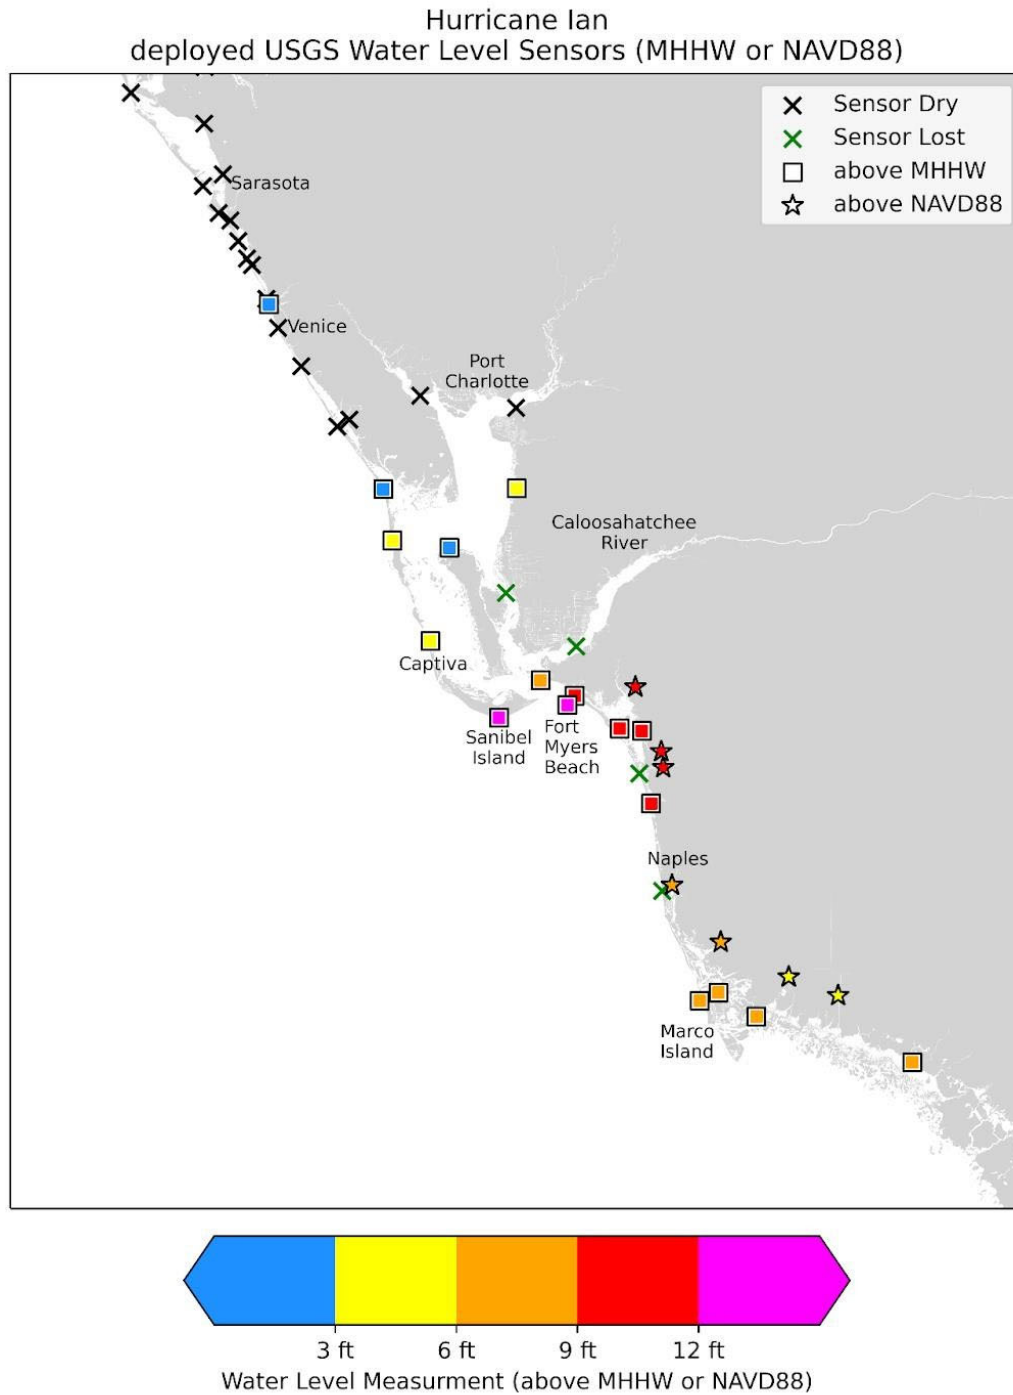 Hurricane Ian
deployed USGS Water Level Sensors (MHHW or NAVD88)
Sensor Dry
Sensor Lost
above MHHW
above NAVD88
Sarasota
Venice
Port
Charlotte
Caloosahatchee
River
Captiva
Sanibel
Island
Fort
Myers
Beach
Naples
Marco
Island
3 ft
6 ft
9 ft
12 ft
Water Level Measurment (above MHHW or NAVD88)